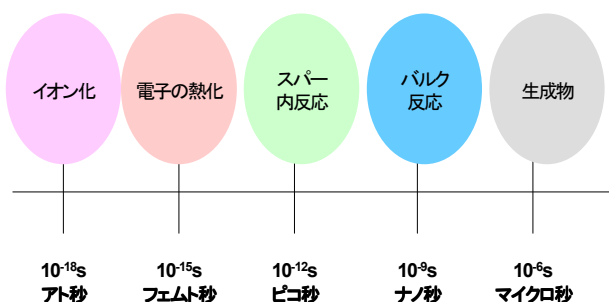 イオン化
電子の熱化
スパー
内反応
バルク
反応
生成物
10⁻¹⁸s
アト秒
10⁻¹⁵s
フェムト秒
10⁻¹²s
ピコ秒
10⁻⁹s
ナノ秒
10⁻⁶s
マイクロ秒